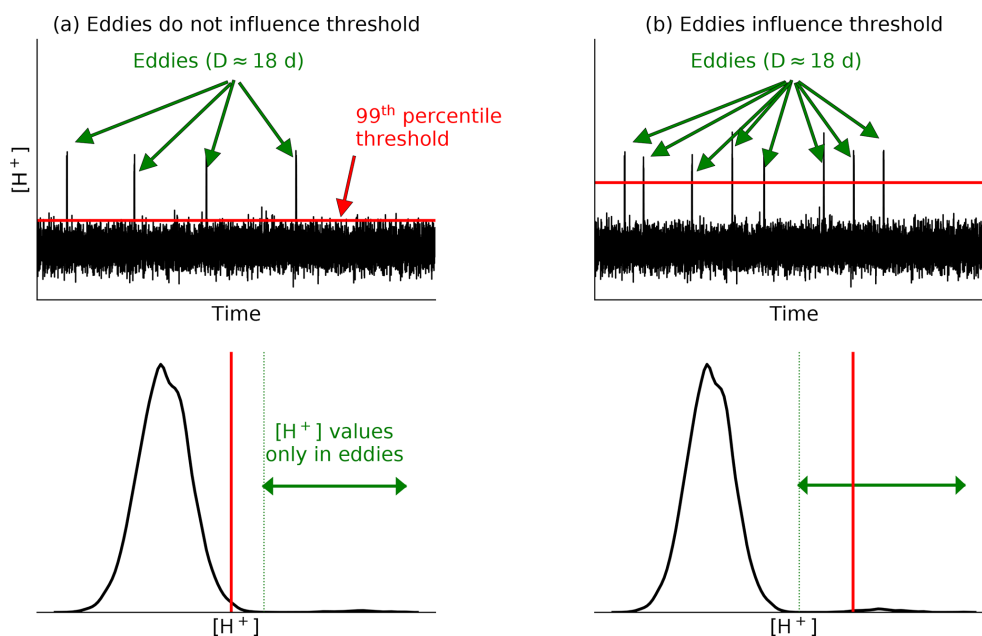 (a) Eddies do not influence threshold
(b) Eddies influence threshold
Eddies (D ≈ 18 d)
Eddies (D ≈ 18 d)
99th percentile
threshold
[H+]
Time
Time
[H+] values
only in eddies
[H+]
[H+]